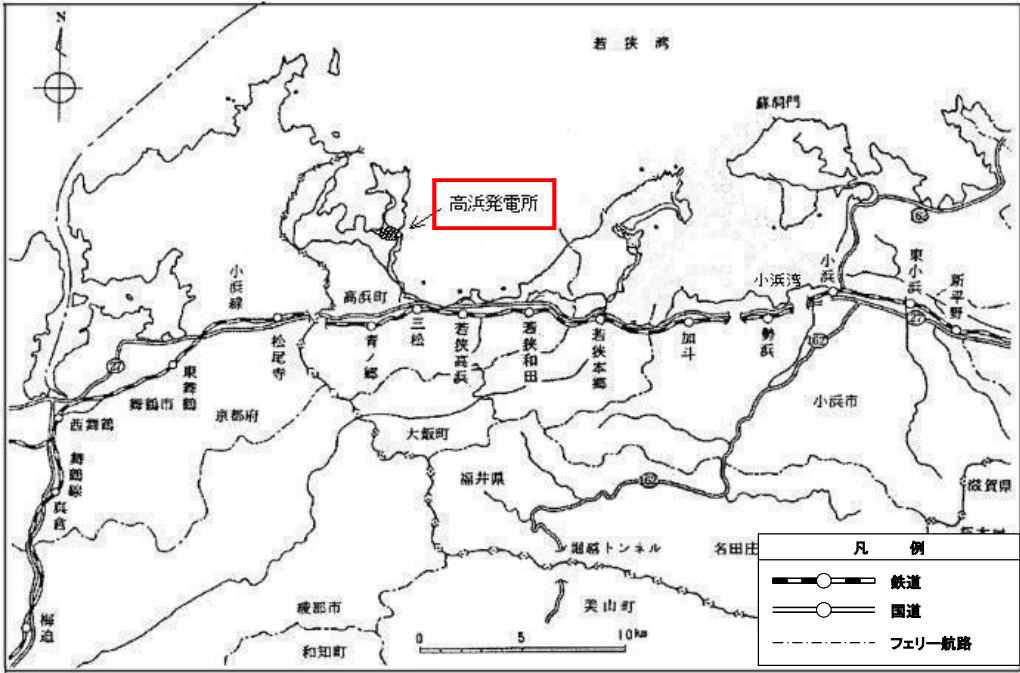 N
若狭湾
蘇洞門
高浜発電所
162
小浜線
高浜町
小浜湾
小浜
東小浜
新平野
松尾寺
青ノ郷
三松
若狭高浜
若狭和田
若狭本郷
加斗
勢浜
27
162
27
東舞鶴
舞鶴市
西舞鶴
京都府
大飯町
小浜市
舞鶴線
真倉
福井県
162
滋賀県
堀越トンネル
名田庄
美山町
綾部市
和知町
梅迫
0 5 10km
凡 例
鉄道
国道
フェリー航路